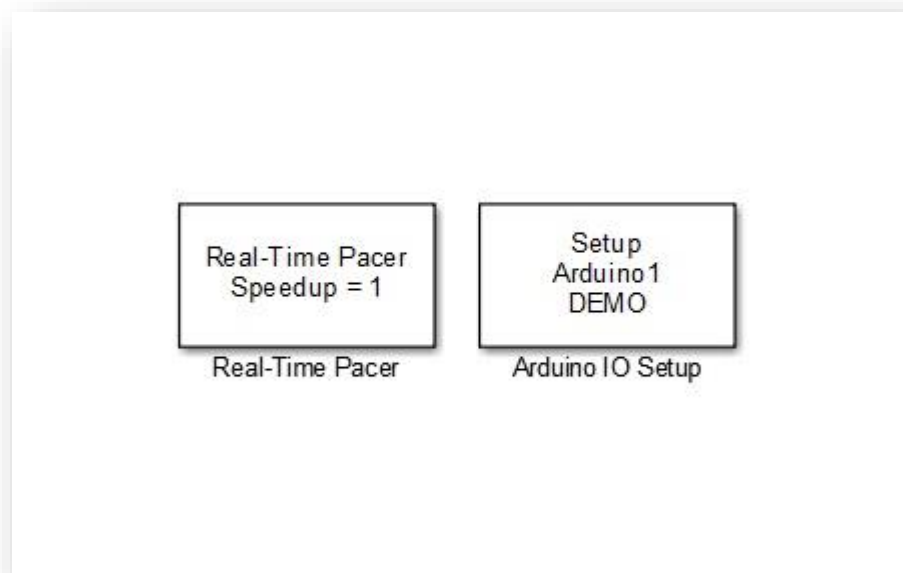 Real-Time Pacer
Speedup = 1
Real-Time Pacer
Setup
Arduino1
DEMO
Arduino IO Setup